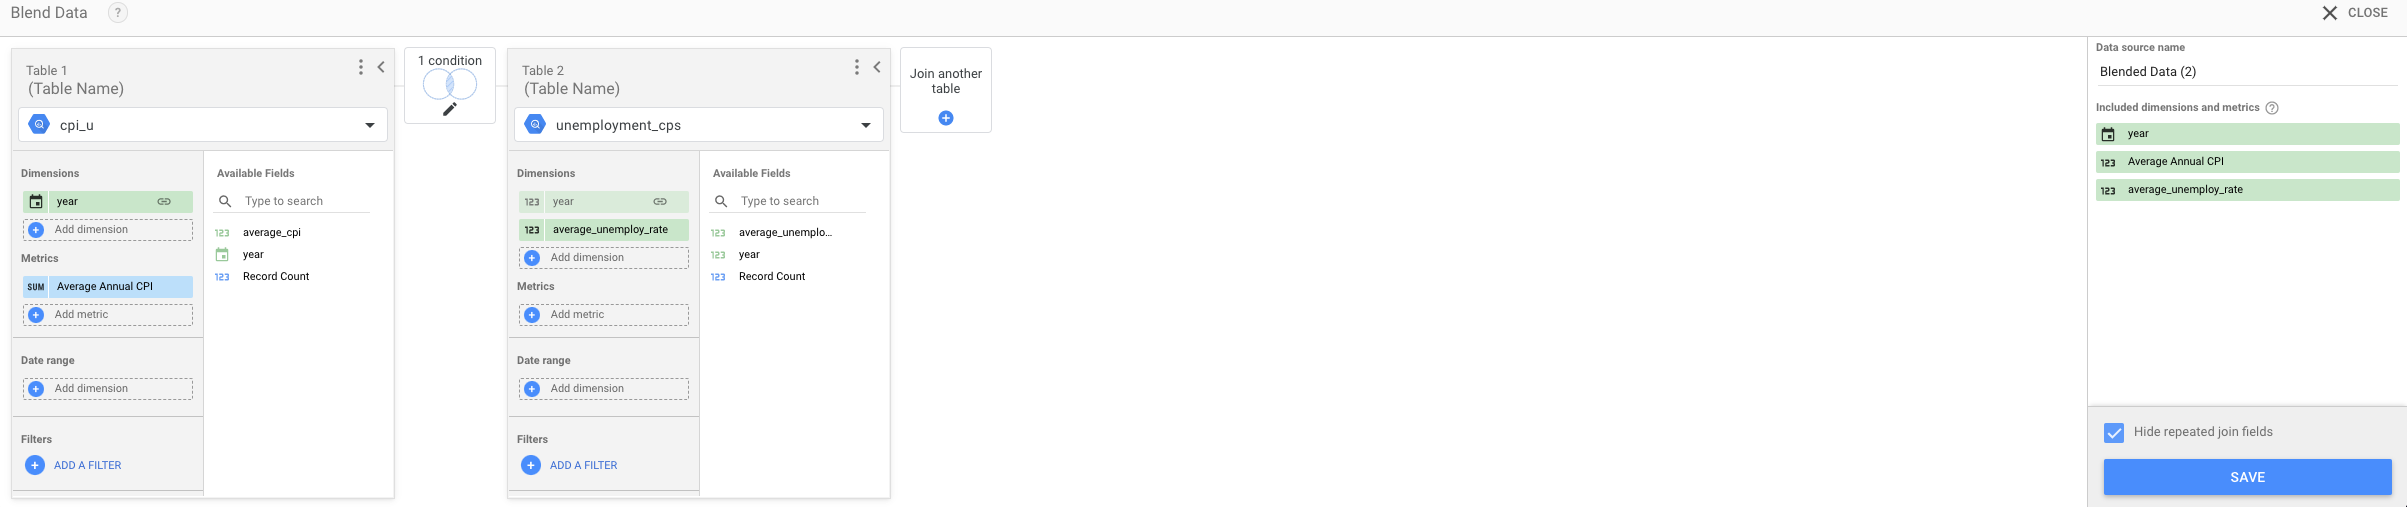 Blend Data ?
CLOSE
Table 1
(Table Name)
cpi_u
Dimensions
year
Add dimension
Metrics
SUM Average Annual CPI
Add metric
Date range
Add dimension
Filters
ADD A FILTER
Available Fields
Type to search
123 average_cpi
year
123 Record Count
1 condition
Table 2
(Table Name)
unemployment_cps
Dimensions
123 year
123 average_unemploy_rate
Add dimension
Metrics
Add metric
Date range
Add dimension
Filters
ADD A FILTER
Available Fields
Type to search
123 average_unemplo...
123 year
123 Record Count
Join another
table
Data source name
Blended Data (2)
Included dimensions and metrics ?
year
123 Average Annual CPI
123 average_unemploy_rate
Hide repeated join fields
SAVE